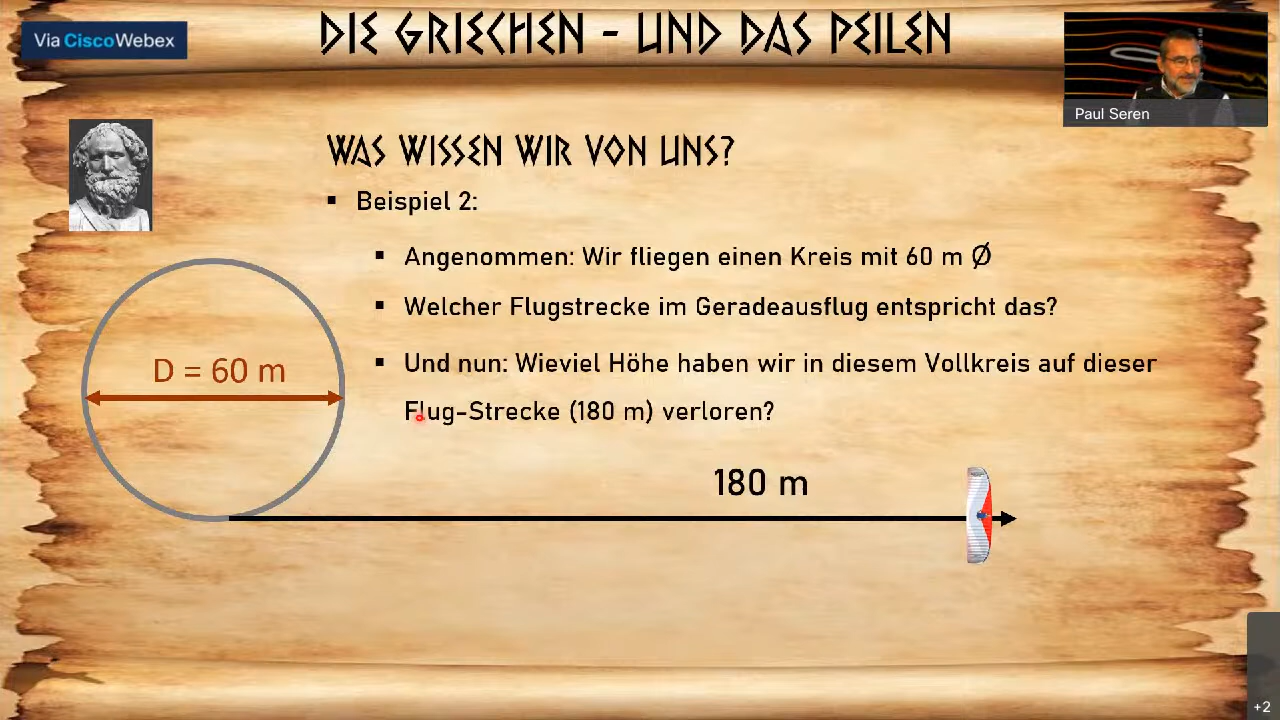 Via CiscoWebex
DIE GRIECHEN - UND DAS PEILEN
Paul Seren
WAS WISSEN WIR VON UNS?
▪ Beispiel 2:
▪ Angenommen: Wir fliegen einen Kreis mit 60 m Ø
▪ Welcher Flugstrecke im Geradeausflug entspricht das?
▪ Und nun: Wieviel Höhe haben wir in diesem Vollkreis auf dieser
Flug-Strecke (180 m) verloren?
D = 60 m
180 m
+2